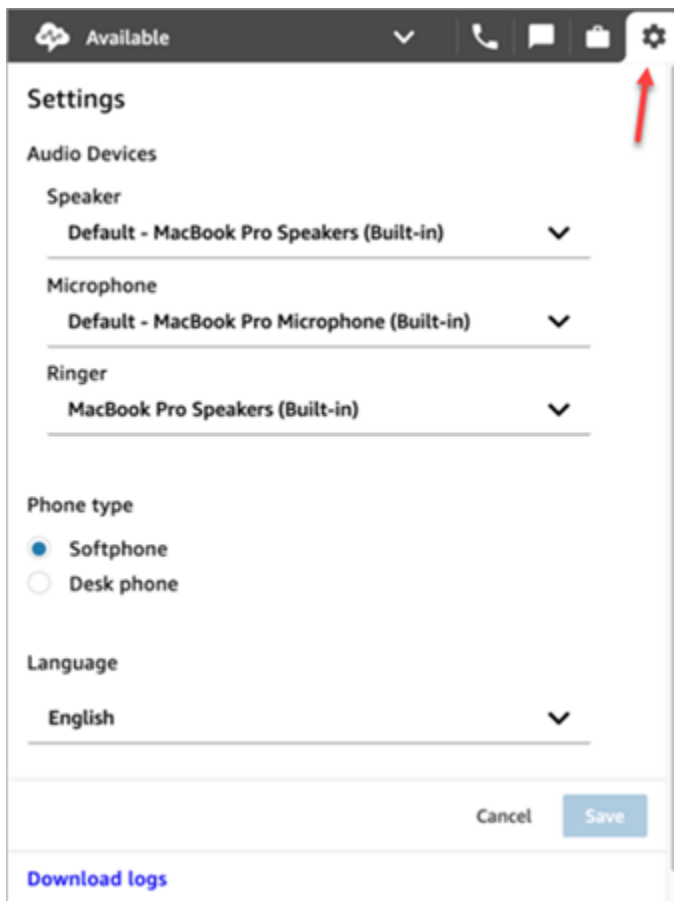 Available
Settings
Audio Devices
Speaker
Default - MacBook Pro Speakers (Built-in)
Microphone
Default - MacBook Pro Microphone (Built-in)
Ringer
MacBook Pro Speakers (Built-in)
Phone type
Softphone
Desk phone
Language
English
Cancel Save
Download logs